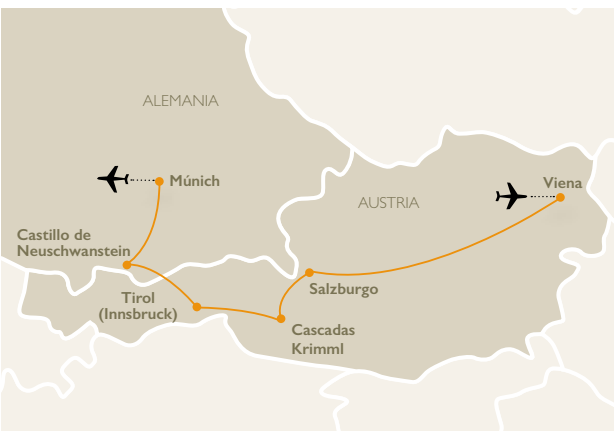 ALEMANIA
Múnich
Viena
AUSTRIA
Castillo de
Neuschwanstein
Salzburgo
Tirol
(Innsbruck)
Cascadas
Krimml